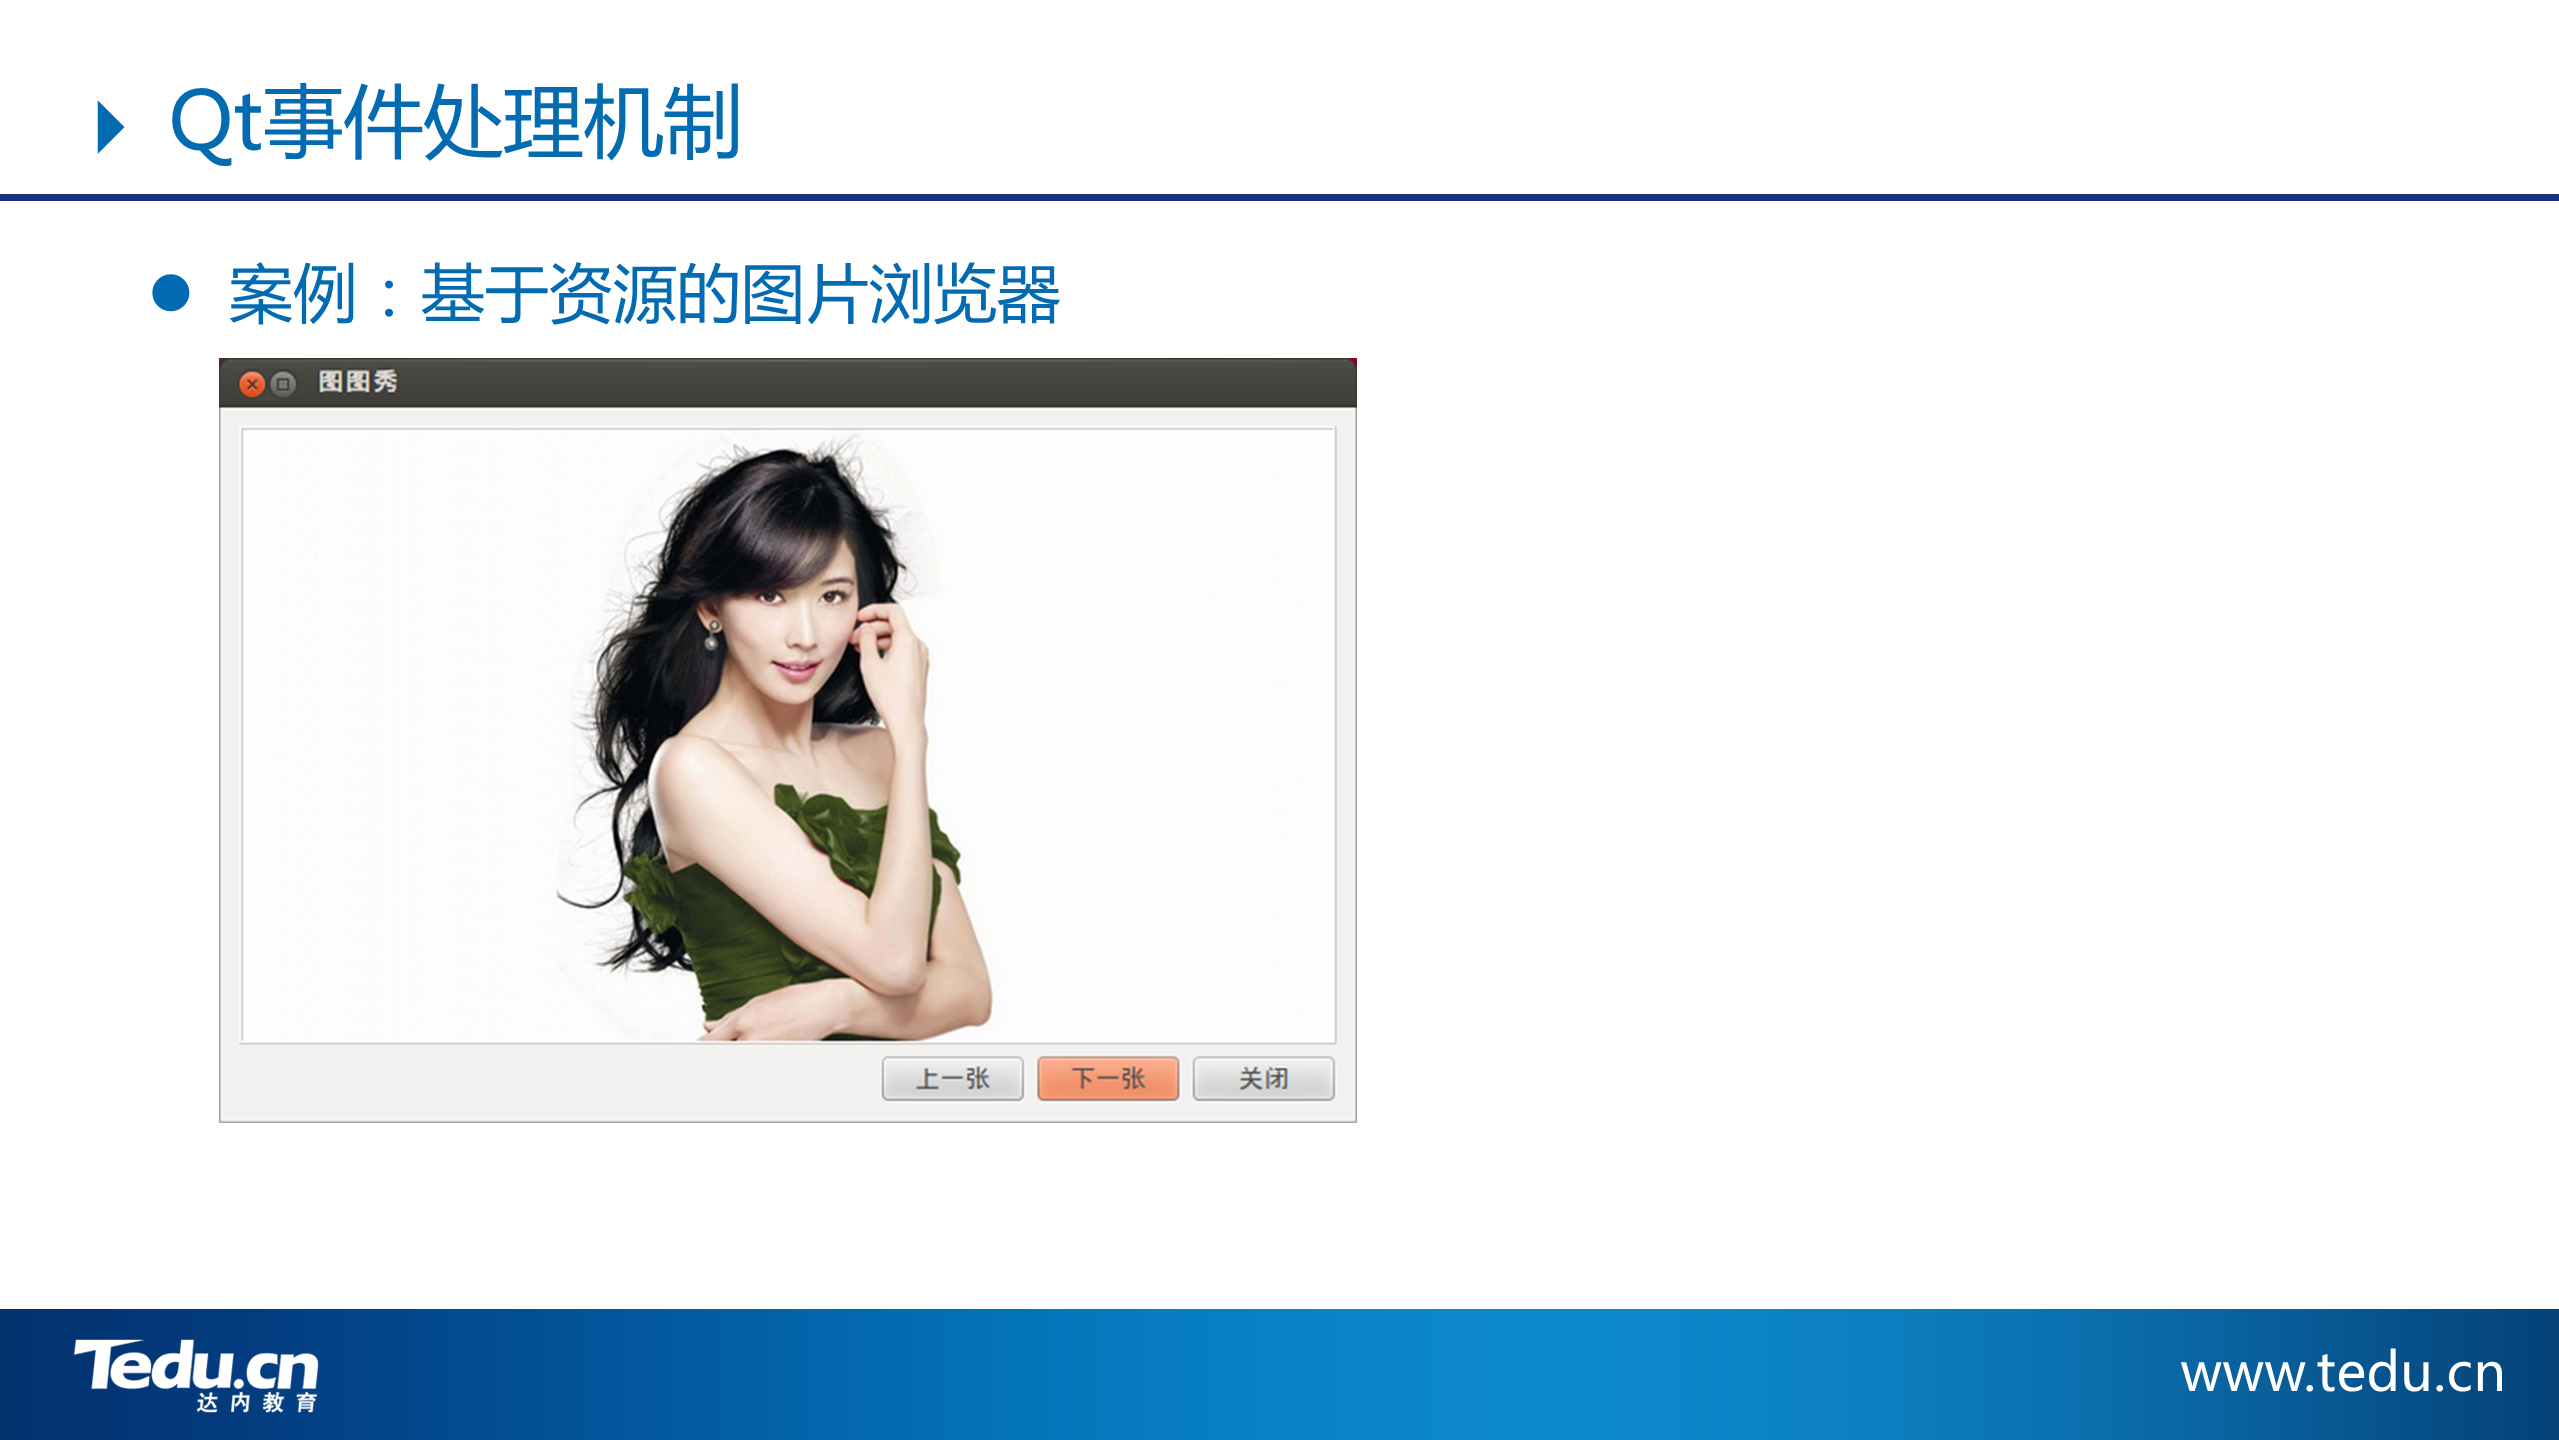 Qt事件处理机制
案例：基于资源的图片浏览器
图图秀
上一张 下一张 关闭
Tedu.cn
达内教育
www.tedu.cn